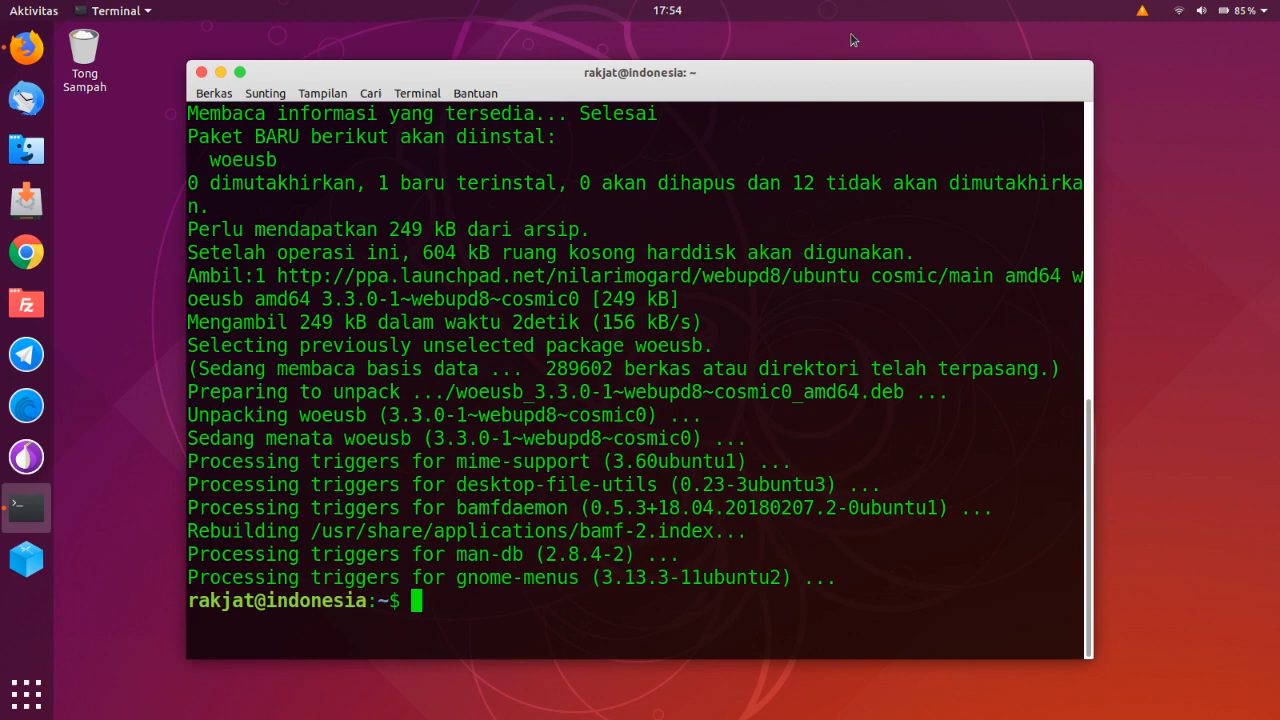 Aktivitas Terminal 17:54 85 %
Tong
Sampah
rakjat@indonesia: ~
Berkas Sunting Tampilan Cari Terminal Bantuan
Membaca informasi yang tersedia... Selesai
Paket BARU berikut akan diinstal:
woeusb
0 dimutakhirkan, 1 baru terinstal, 0 akan dihapus dan 12 tidak akan dimutakhirka
n.
Perlu mendapatkan 249 kB dari arsip.
Setelah operasi ini, 604 kB ruang kosong harddisk akan digunakan.
Ambil:1 http://ppa.launchpad.net/nilarimogard/webupd8/ubuntu cosmic/main amd64 w
oeusb amd64 3.3.0-1~webupd8~cosmic0 [249 kB]
Mengambil 249 kB dalam waktu 2detik (156 kB/s)
Selecting previously unselected package woeusb.
(Sedang membaca basis data ... 289602 berkas atau direktori telah terpasang.)
Preparing to unpack .../woeusb_3.3.0-1~webupd8~cosmic0_amd64.deb ...
Unpacking woeusb (3.3.0-1~webupd8~cosmic0) ...
Sedang menata woeusb (3.3.0-1~webupd8~cosmic0) ...
Processing triggers for mime-support (3.60ubuntu1) ...
Processing triggers for desktop-file-utils (0.23-3ubuntu3) ...
Processing triggers for bamfdaemon (0.5.3+18.04.20180207.2-0ubuntu1) ...
Rebuilding /usr/share/applications/bamf-2.index...
Processing triggers for man-db (2.8.4-2) ...
Processing triggers for gnome-menus (3.13.3-11ubuntu2) ...
rakjat@indonesia:~$